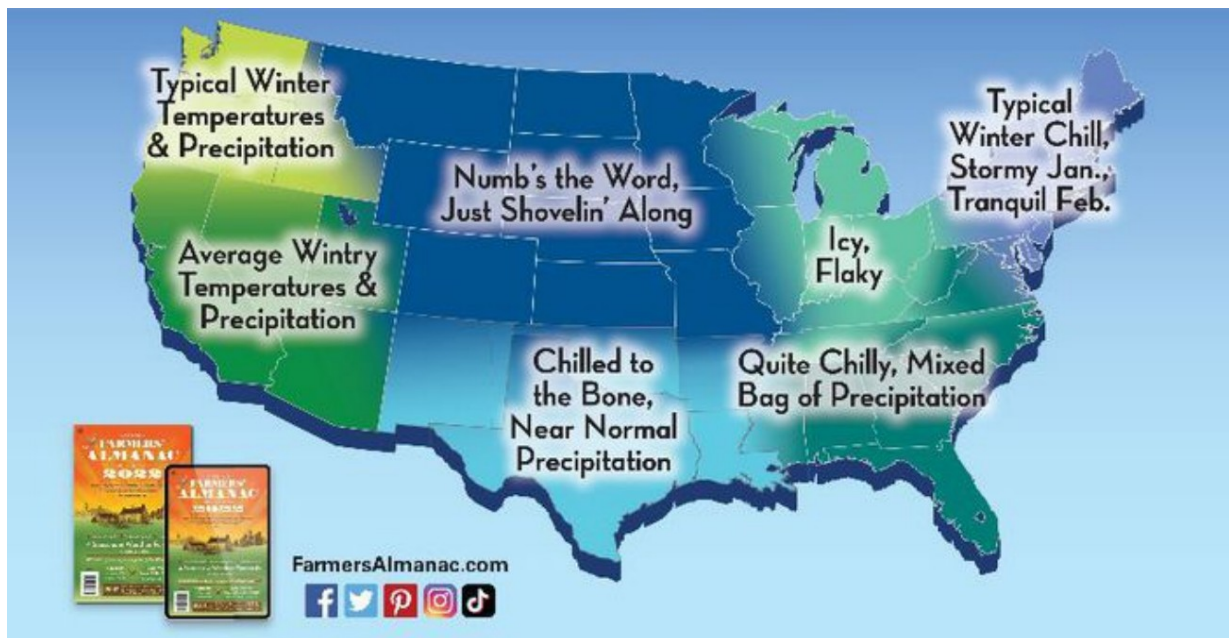 Typical Winter
Temperatures
& Precipitation
Numb's the Word,
Just Shovelin' Along
Typical
Winter Chill,
Stormy Jan.,
Tranquil Feb.
Average Wintry
Temperatures &
Precipitation
Icy,
Flaky
Chilled to
the Bone,
Near Normal
Precipitation
Quite Chilly, Mixed
Bag of Precipitation
FARMERS'
ALMANAC
2022
FARMERS'
ALMANAC
FarmersAlmanac.com